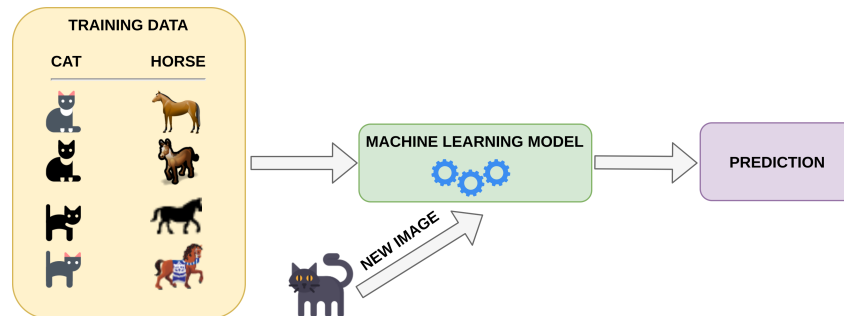 TRAINING DATA
CAT HORSE
MACHINE LEARNING MODEL
PREDICTION
NEW IMAGE